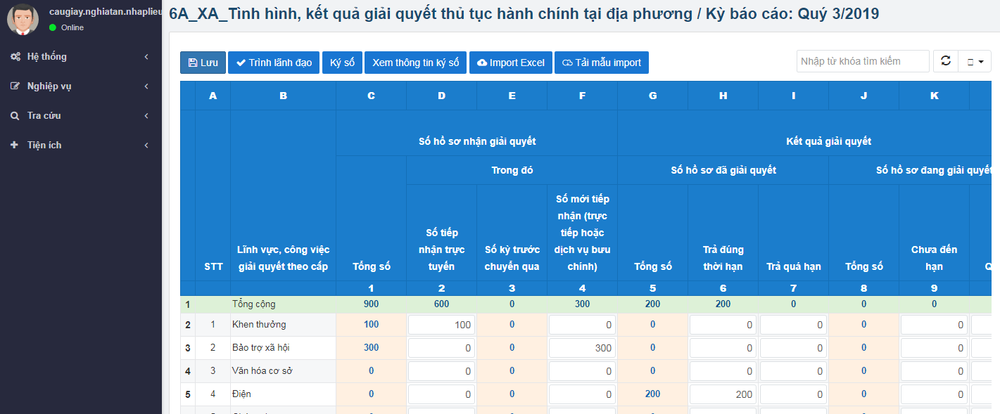 caugiay.nghiatan.nhaplieu
Online
Hệ thống
Nghiệp vụ
Tra cứu
Tiện ích
6A_XA_Tình hình, kết quả giải quyết thủ tục hành chính tại địa phương / Kỳ báo cáo: Quý 3/2019
Lưu
Trình lãnh đạo
Ký số
Xem thông tin ký số
Import Excel
Tải mẫu import
Nhập từ khóa tìm kiếm
A B C D E F G H I J K
Số hồ sơ nhận giải quyết
Kết quả giải quyết
Trong đó
Số hồ sơ đã giải quyết
Số hồ sơ đang giải quyết
STT
Lĩnh vực, công việc
giải quyết theo cấp
Tổng số
Số tiếp
nhận trực
tuyến
Số kỳ trước
chuyển qua
Số mới tiếp
nhận (trực
tiếp hoặc
dịch vụ bưu
chính)
Tổng số
Trả đúng
thời hạn
Trả quá hạn
Tổng số
Chưa đến
hạn
1 2 3 4 5 6 7 8 9
1 Tổng cộng 900 600 0 300 200 200 0 0 0
2 1 Khen thưởng 100 100 0 0 0 0 0 0 0
3 2 Bảo trợ xã hội 300 0 0 300 0 0 0 0 0
4 3 Văn hóa cơ sở 0 0 0 0 0 0 0 0 0
5 4 Điện 0 0 0 0 200 200 0 0 0